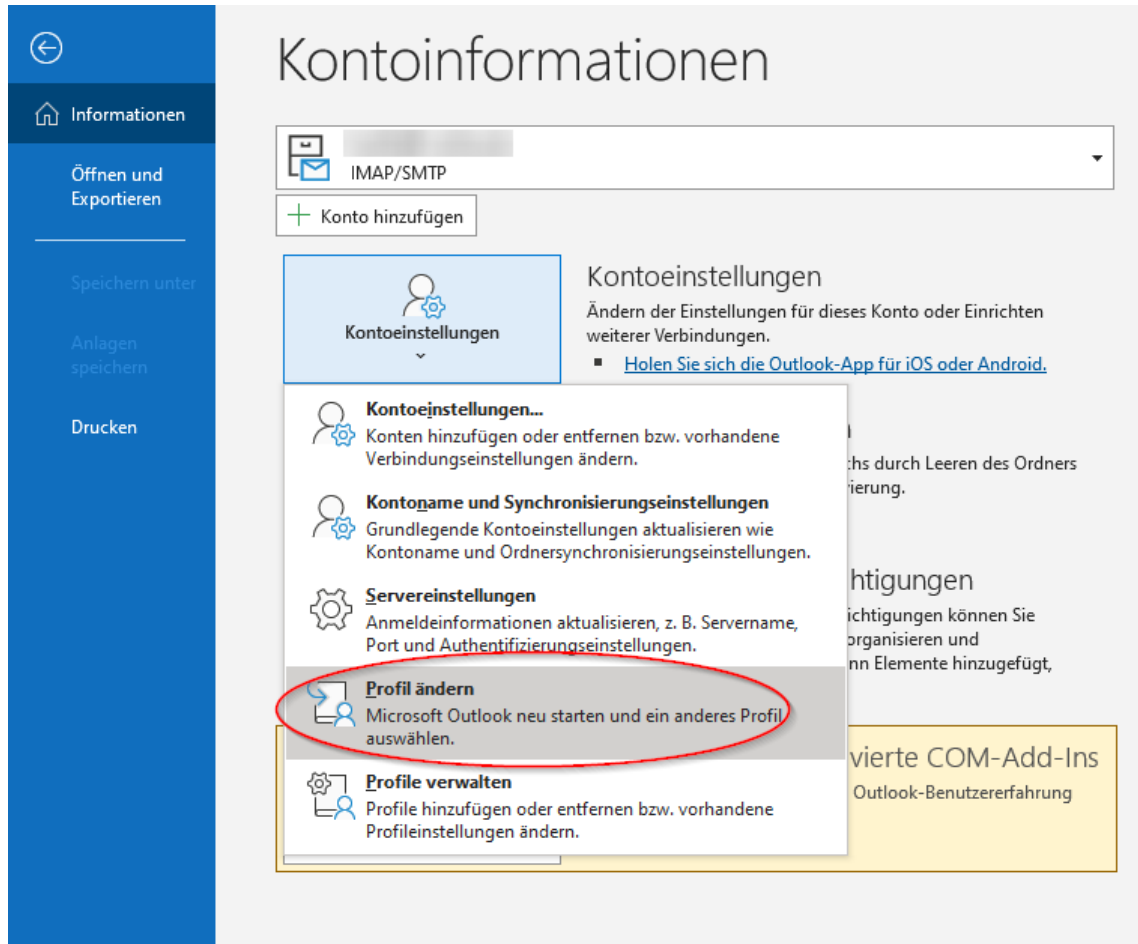 Kontoinformationen
Informationen
Öffnen und
Exportieren
Speichern unter
Anlagen
speichern
Drucken
IMAP/SMTP
Konto hinzufügen
Kontoeinstellungen
Kontoeinstellungen
Ändern der Einstellungen für dieses Konto oder Einrichten
weiterer Verbindungen.
Holen Sie sich die Outlook-App für iOS oder Android.
Kontoeinstellungen...
Konten hinzufügen oder entfernen bzw. vorhandene
Verbindungseinstellungen ändern.
Kontoname und Synchronisierungseinstellungen
Grundlegende Kontoeinstellungen aktualisieren wie
Kontoname und Ordnersynchronisierungseinstellungen.
Servereinstellungen
Anmeldeinformationen aktualisieren, z. B. Servername,
Port und Authentifizierungseinstellungen.
Profil ändern
Microsoft Outlook neu starten und ein anderes Profil
auswählen.
Profile verwalten
Profile hinzufügen oder entfernen bzw. vorhandene
Profileinstellungen ändern.
durch Leeren des Ordners
htigungen
ichtigungen können Sie
organisieren und
nn Elemente hinzugefügt,
vierte COM-Add-Ins
Outlook-Benutzererfahrung